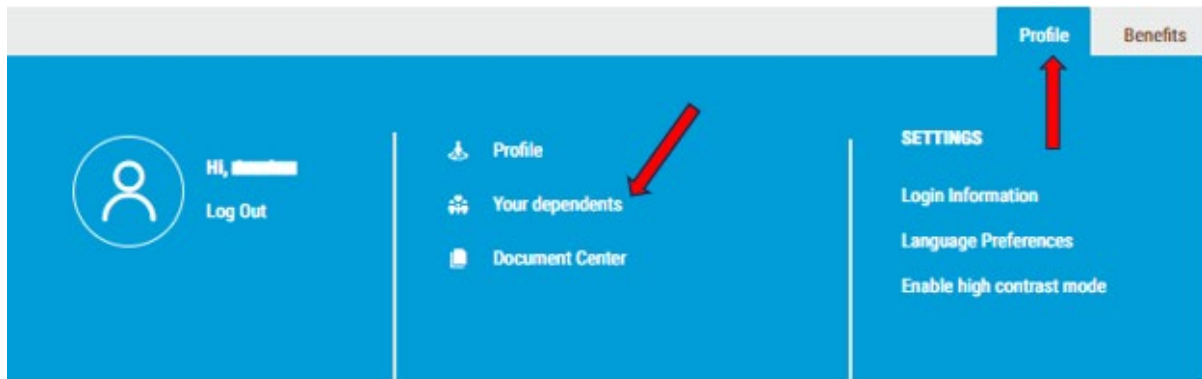 Profile Benefits
Hi,
Log Out
Profile
Your dependents
Document Center
SETTINGS
Login Information
Language Preferences
Enable high contrast mode